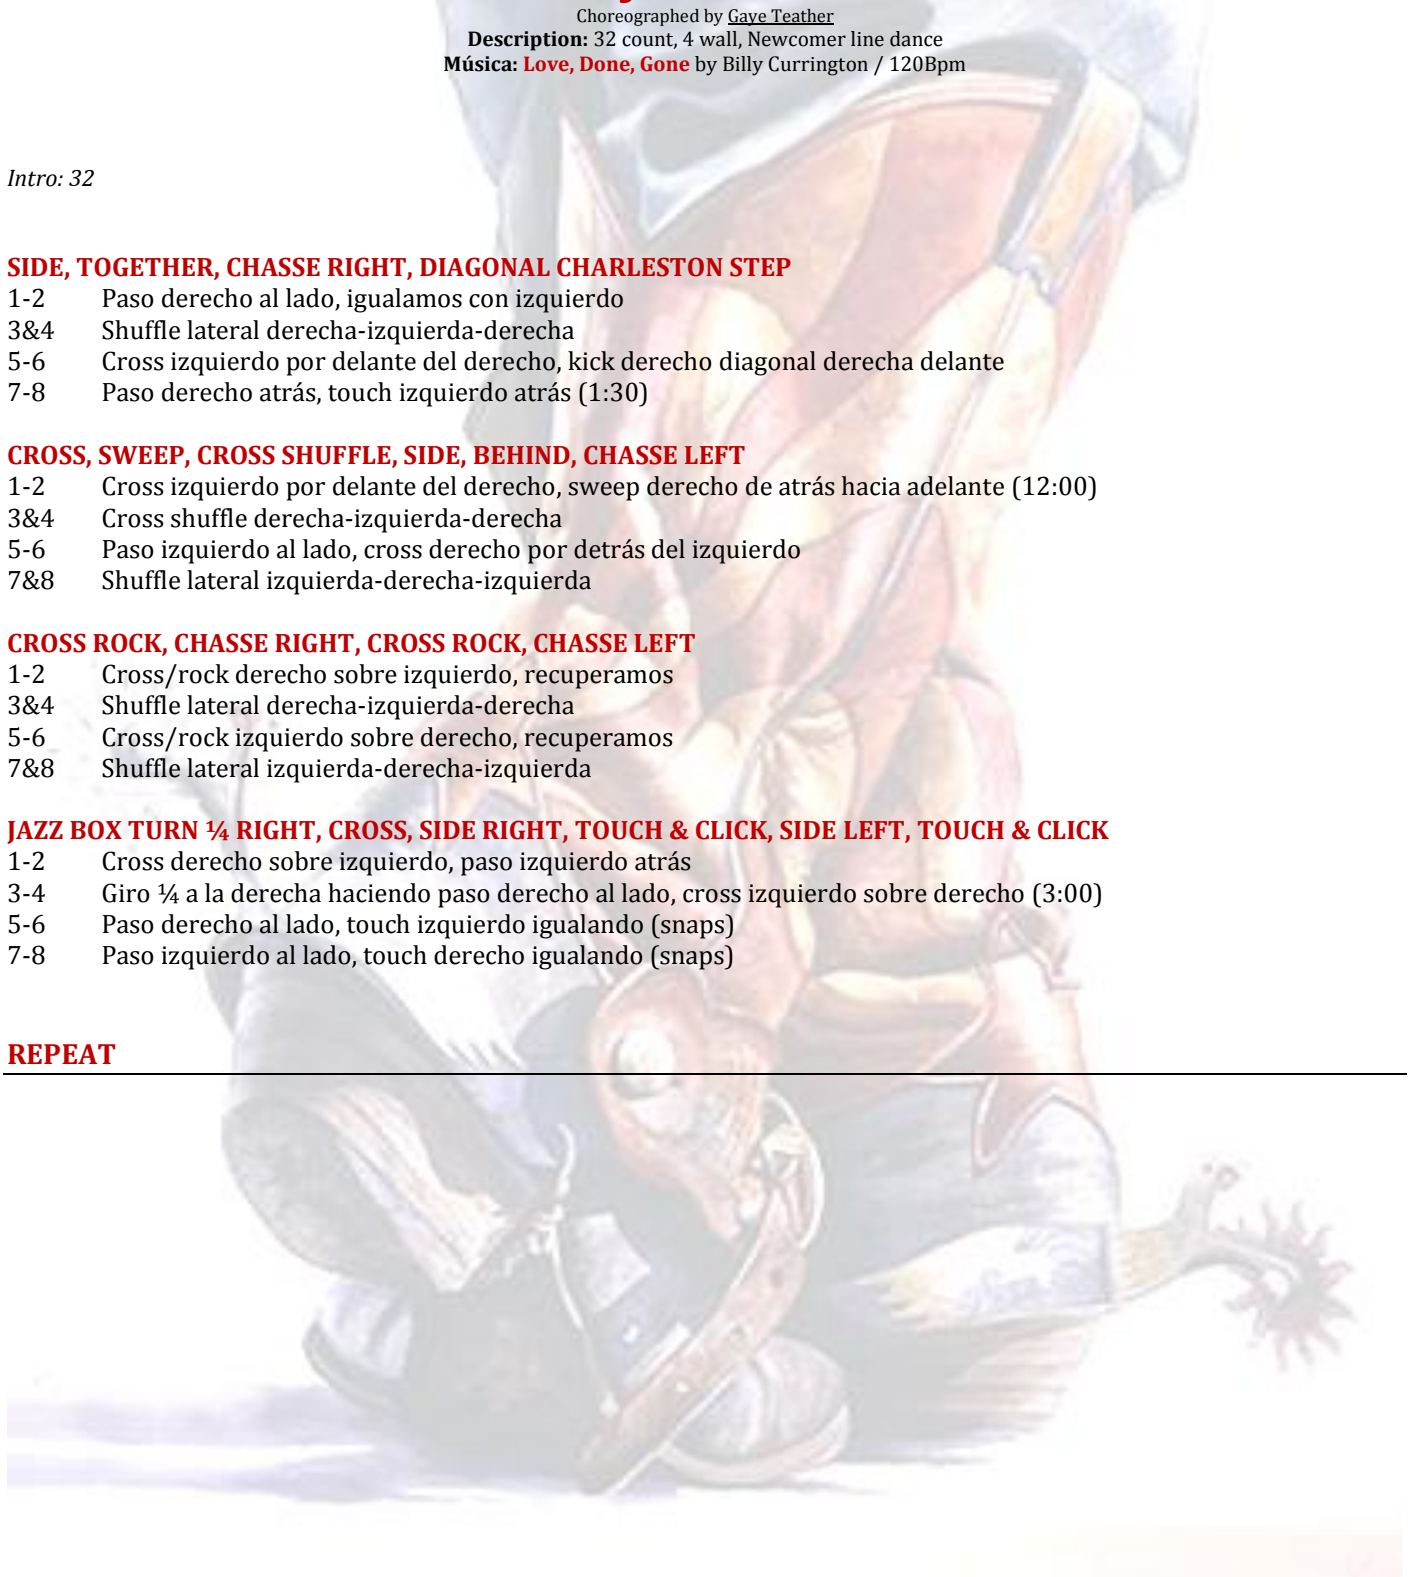 Choreographed by Gaye Teather
Description: 32 count, 4 wall, Newcomer line dance
Música: Love, Done, Gone by Billy Currington / 120Bpm
Intro: 32
SIDE, TOGETHER, CHASSE RIGHT, DIAGONAL CHARLESTON STEP
1-2 Paso derecho al lado, igualamos con izquierdo
3&4 Shuffle lateral derecha-izquierda-derecha
5-6 Cross izquierdo por delante del derecho, kick derecho diagonal derecha delante
7-8 Paso derecho atrás, touch izquierdo atrás (1:30)
CROSS, SWEEP, CROSS SHUFFLE, SIDE, BEHIND, CHASSE LEFT
1-2 Cross izquierdo por delante del derecho, sweep derecho de atrás hacia adelante (12:00)
3&4 Cross shuffle derecha-izquierda-derecha
5-6 Paso izquierdo al lado, cross derecho por detrás del izquierdo
7&8 Shuffle lateral izquierda-derecha-izquierda
CROSS ROCK, CHASSE RIGHT, CROSS ROCK, CHASSE LEFT
1-2 Cross/rock derecho sobre izquierdo, recuperamos
3&4 Shuffle lateral derecha-izquierda-derecha
5-6 Cross/rock izquierdo sobre derecho, recuperamos
7&8 Shuffle lateral izquierda-derecha-izquierda
JAZZ BOX TURN ¼ RIGHT, CROSS, SIDE RIGHT, TOUCH & CLICK, SIDE LEFT, TOUCH & CLICK
1-2 Cross derecho sobre izquierdo, paso izquierdo atrás
3-4 Giro ¼ a la derecha haciendo paso derecho al lado, cross izquierdo sobre derecho (3:00)
5-6 Paso derecho al lado, touch izquierdo igualando (snaps)
7-8 Paso izquierdo al lado, touch derecho igualando (snaps)
REPEAT